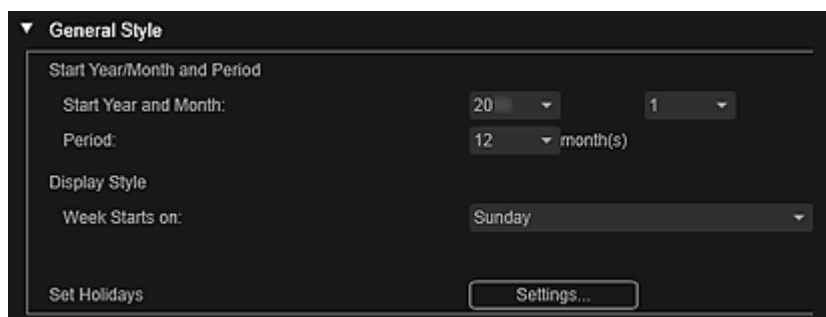 General Style
Start Year/Month and Period
Start Year and Month: 20 1
Period: 12 month(s)
Display Style
Week Starts on: Sunday
Set Holidays Settings...